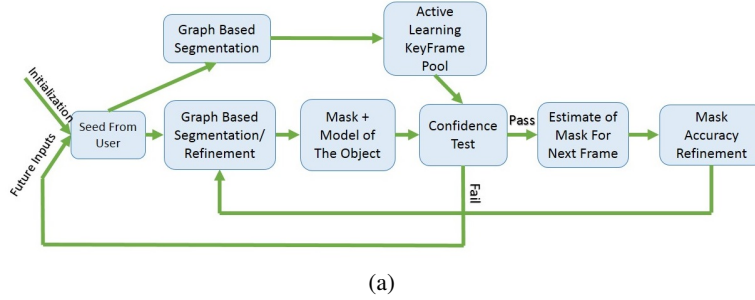 Graph Based
Segmentation
Active
Learning
KeyFrame
Pool
Initialization
Future Inputs
Seed From
User
Graph Based
Segmentation/
Refinement
Mask +
Model of
The Object
Confidence
Test
Pass
Fail
Estimate of
Mask For
Next Frame
Mask
Accuracy
Refinement
(a)